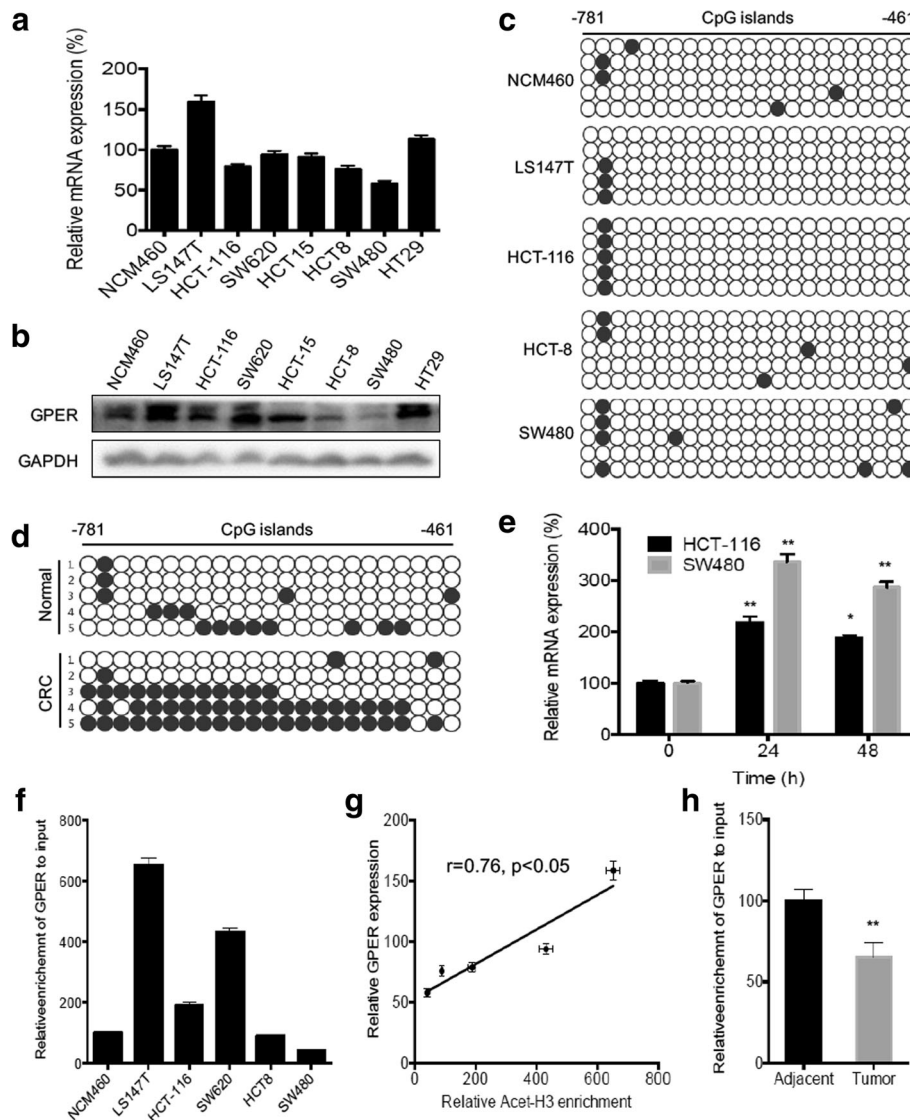 a
Relative mRNA expression (%)
200
150
100
50
0
NCM460
LS147T
HCT-116
SW620
HCT15
HCT8
SW480
HT29
b
NCM460
LS147T
HCT-116
SW620
HCT-15
HCT-8
SW480
HT29
GPER
GAPDH
c
-781 CpG islands -461
NCM460
LS147T
HCT-116
HCT-8
SW480
d
-781 CpG islands -461
Normal
1
2
3
4
5
CRC
1
2
3
4
5
e
Relative mRNA expression (%)
400
300
200
100
0
HCT-116
SW480
**
**
*
**
0 24 48
Time (h)
f
Relativeenrichemnt of GPER to input
800
600
400
200
0
NCM460
LS147T
HCT-116
SW620
HCT8
SW480
g
Relative GPER expression
200
150
100
50
0
r=0.76, p<0.05
0 200 400 600 800
Relative Acet-H3 enrichment
h
Relativeenrichemnt of GPER to input
150
100
50
0
**
Adjacent Tumor